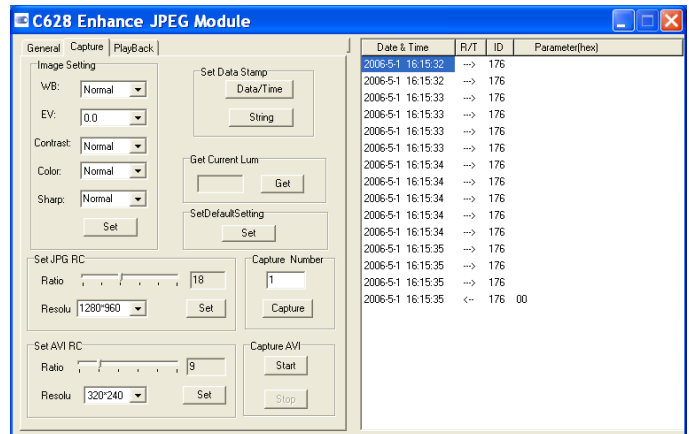 C628 Enhance JPEG Module
General Capture PlayBack
Image Setting
WB: Normal
EV: 0.0
Contrast: Normal
Color: Normal
Sharp: Normal
Set
Set Data Stamp
Data/Time
String
Get Current Lum
Get
SetDefaultSetting
Set
Set JPG RC
Ratio 18
Resolu 1280*960 Set
Capture Number
1
Capture
Set AVI RC
Ratio 9
Resolu 320*240 Set
Capture AVI
Start
Stop
Date & Time R/T ID Parameter(hex)
2006-5-1 16:15:32 ---> 176
2006-5-1 16:15:32 ---> 176
2006-5-1 16:15:33 ---> 176
2006-5-1 16:15:33 ---> 176
2006-5-1 16:15:33 ---> 176
2006-5-1 16:15:33 ---> 176
2006-5-1 16:15:34 ---> 176
2006-5-1 16:15:34 ---> 176
2006-5-1 16:15:34 ---> 176
2006-5-1 16:15:34 ---> 176
2006-5-1 16:15:34 ---> 176
2006-5-1 16:15:35 ---> 176
2006-5-1 16:15:35 ---> 176
2006-5-1 16:15:35 ---> 176
2006-5-1 16:15:35 <-- 176 00